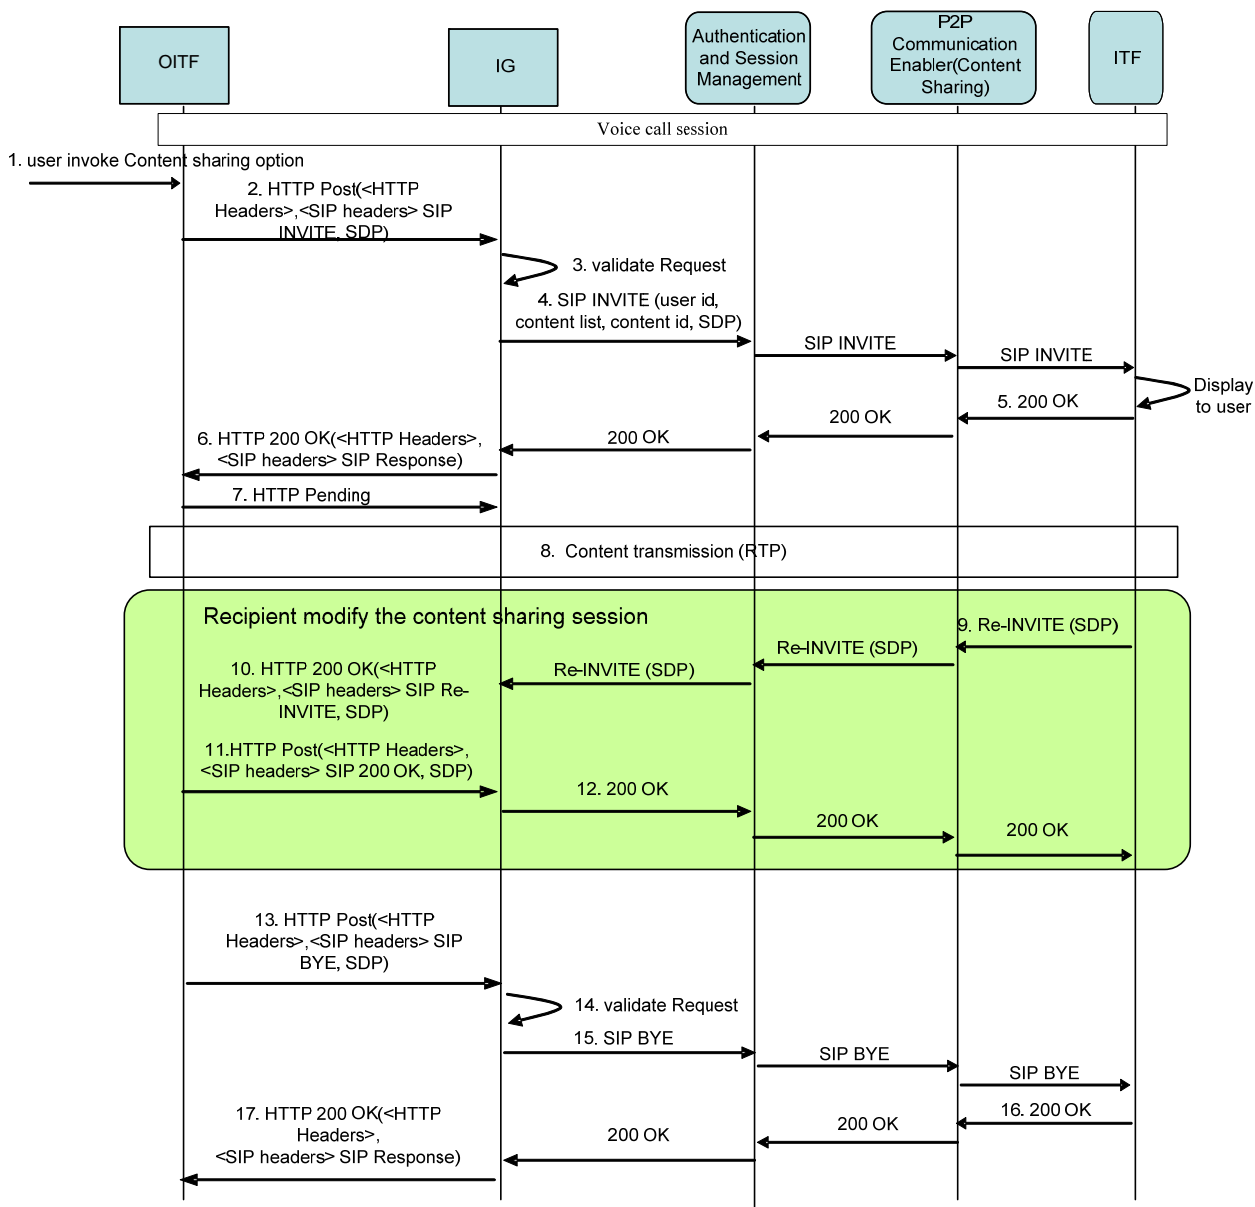 OITF
IG
Authentication
and Session
Management
P2P
Communication
Enabler(Content
Sharing)
ITF
Voice call session
1. user invoke Content sharing option
2. HTTP Post(<HTTP
Headers>,<SIP headers> SIP
INVITE, SDP)
3. validate Request
4. SIP INVITE (user id,
content list, content id, SDP)
SIP INVITE
SIP INVITE
Display
to user
5. 200 OK
200 OK
200 OK
6. HTTP 200 OK(<HTTP Headers>,
<SIP headers> SIP Response)
7. HTTP Pending
8. Content transmission (RTP)
Recipient modify the content sharing session
9. Re-INVITE (SDP)
Re-INVITE (SDP)
Re-INVITE (SDP)
10. HTTP 200 OK(<HTTP
Headers>,<SIP headers> SIP Re-
INVITE, SDP)
11.HTTP Post(<HTTP Headers>,
<SIP headers> SIP 200 OK, SDP)
12. 200 OK
200 OK
200 OK
13. HTTP Post(<HTTP
Headers>,<SIP headers> SIP
BYE, SDP)
14. validate Request
15. SIP BYE
SIP BYE
SIP BYE
16. 200 OK
200 OK
200 OK
17. HTTP 200 OK(<HTTP
Headers>,
<SIP headers> SIP Response)